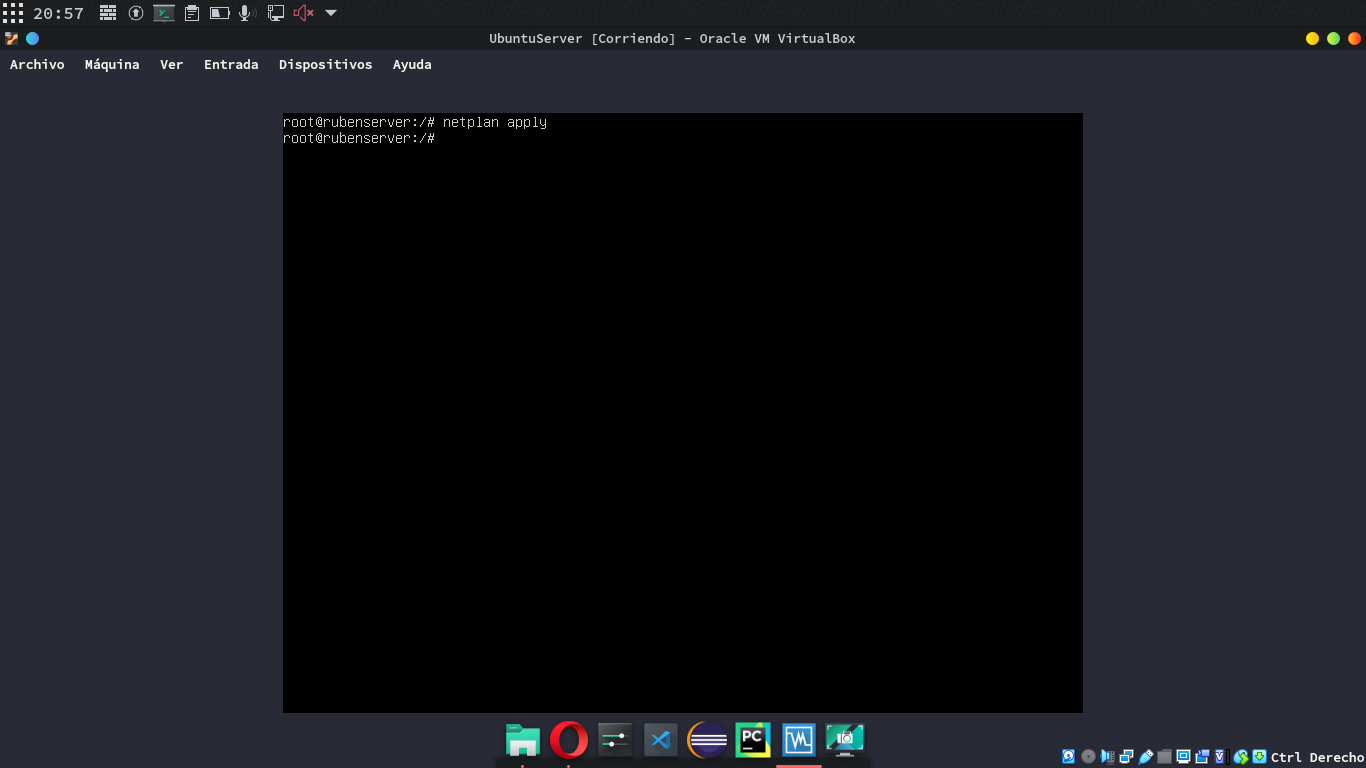 20:57
UbuntuServer [Corriendo] - Oracle VM VirtualBox
Archivo Máquina Ver Entrada Dispositivos Ayuda
root@rubenserver:/# netplan apply
root@rubenserver:/#
PC
Ctrl Derecho